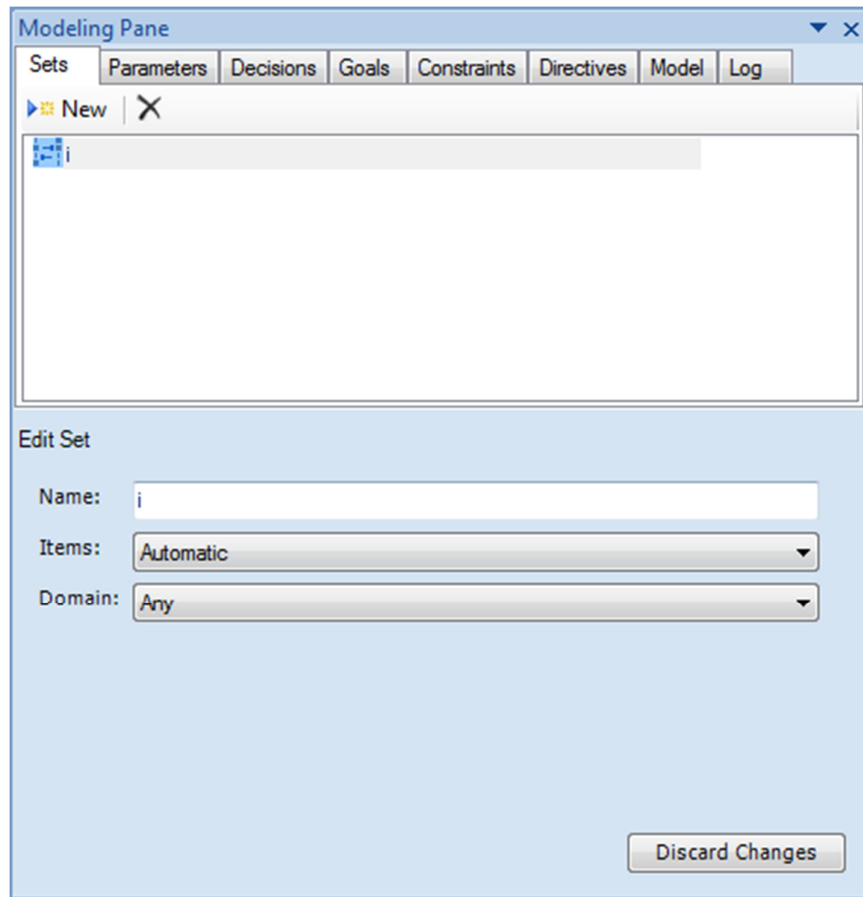 Modeling Pane
Sets Parameters Decisions Goals Constraints Directives Model Log
New
i
Edit Set
Name: i
Items: Automatic
Domain: Any
Discard Changes